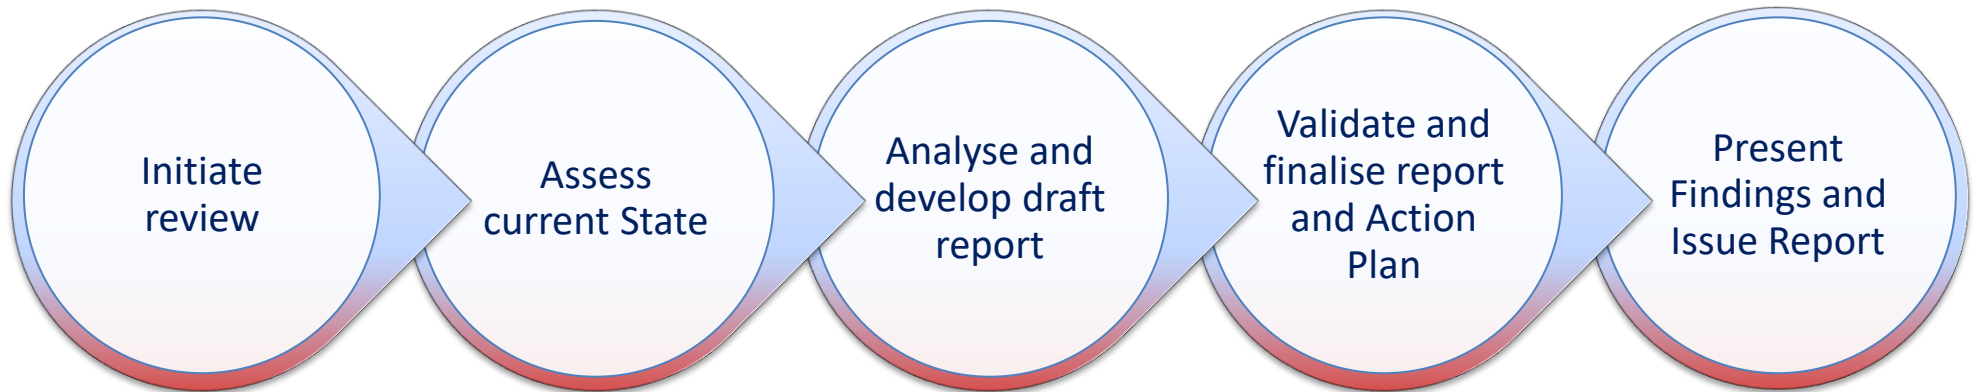 Initiate
review
Assess
current State
Analyse and
develop draft
report
Validate and
finalise report
and Action
Plan
Present
Findings and
Issue Report